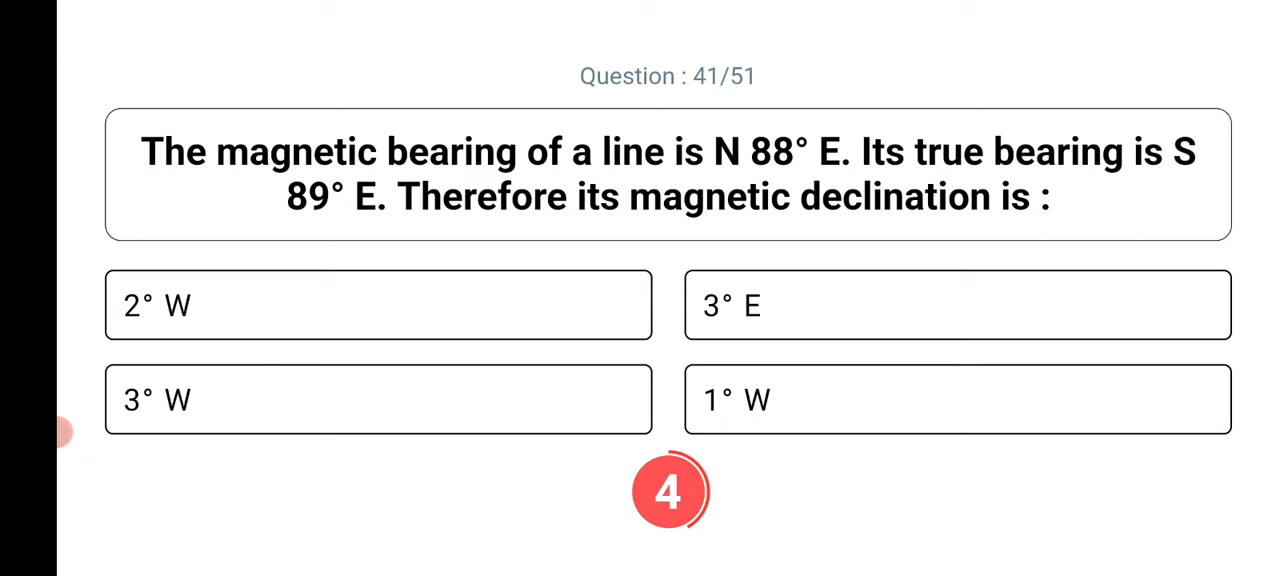 Question : 41/51
The magnetic bearing of a line is N 88° E. Its true bearing is S
89° E. Therefore its magnetic declination is :
2° W
3° E
3° W
1° W
4